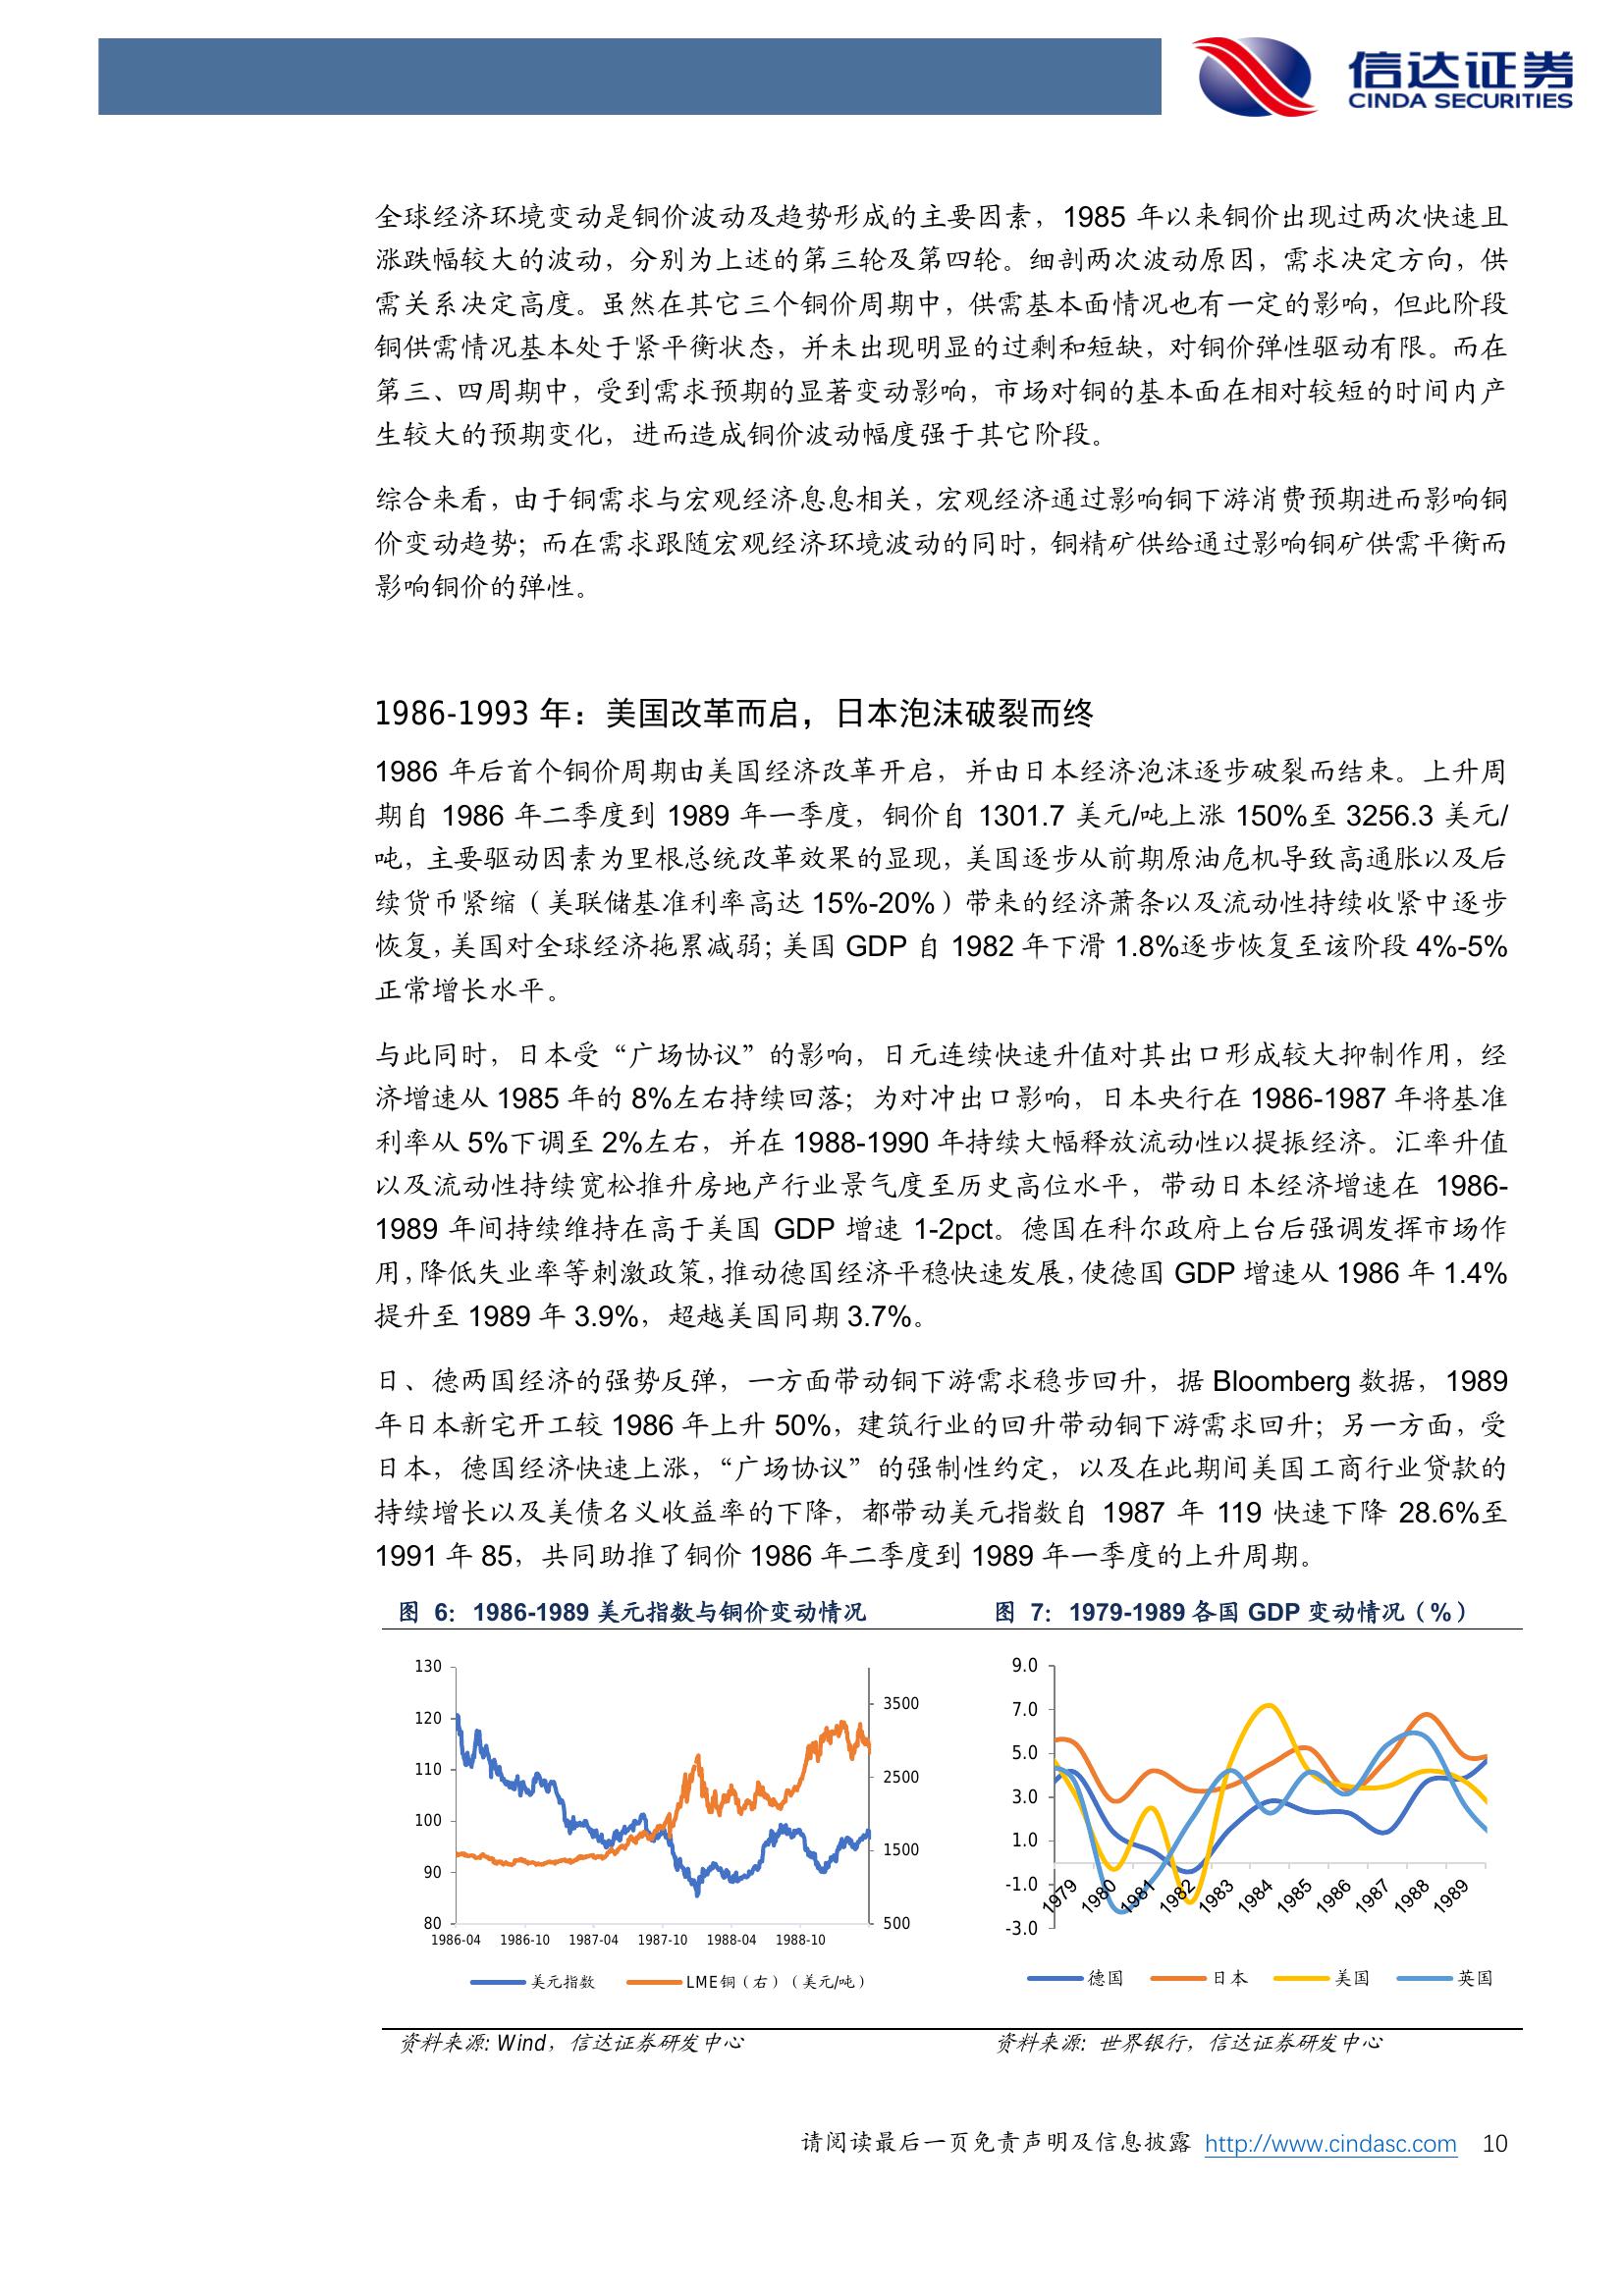 信达证券
CINDA SECURITIES
全球经济环境变动是铜价波动及趋势形成的主要因素，1985 年以来铜价出现过两次快速且
涨跌幅较大的波动，分别为上述的第三轮及第四轮。细剖两次波动原因，需求决定方向，供
需关系决定高度。虽然在其它三个铜价周期中，供需基本面情况也有一定的影响，但此阶段
铜供需情况基本处于紧平衡状态，并未出现明显的过剩和短缺，对铜价弹性驱动有限。而在
第三、四周期中，受到需求预期的显著变动影响，市场对铜的基本面在相对较短的时间内产
生较大的预期变化，进而造成铜价波动幅度强于其它阶段。
综合来看，由于铜需求与宏观经济息息相关，宏观经济通过影响铜下游消费预期进而影响铜
价变动趋势；而在需求跟随宏观经济环境波动的同时，铜精矿供给通过影响铜矿供需平衡而
影响铜价的弹性。
1986-1993 年：美国改革而启，日本泡沫破裂而终
1986 年后首个铜价周期由美国经济改革开启，并由日本经济泡沫逐步破裂而结束。上升周
期自 1986 年二季度到 1989 年一季度，铜价自 1301.7 美元/吨上涨 150%至 3256.3 美元/
吨，主要驱动因素为里根总统改革效果的显现，美国逐步从前期原油危机导致高通胀以及后
续货币紧缩（美联储基准利率高达 15%-20%）带来的经济萧条以及流动性持续收紧中逐步
恢复，美国对全球经济拖累减弱；美国 GDP 自 1982 年下滑 1.8%逐步恢复至该阶段 4%-5%
正常增长水平。
与此同时，日本受“广场协议”的影响，日元连续快速升值对其出口形成较大抑制作用，经
济增速从 1985 年的 8%左右持续回落；为对冲出口影响，日本央行在 1986-1987 年将基准
利率从 5%下调至 2%左右，并在 1988-1990 年持续大幅释放流动性以提振经济。汇率升值
以及流动性持续宽松推升房地产行业景气度至历史高位水平，带动日本经济增速在 1986-
1989 年间持续维持在高于美国 GDP 增速 1-2pct。德国在科尔政府上台后强调发挥市场作
用，降低失业率等刺激政策，推动德国经济平稳快速发展，使德国 GDP 增速从 1986 年 1.4%
提升至 1989 年 3.9%，超越美国同期 3.7%。
日、德两国经济的强势反弹，一方面带动铜下游需求稳步回升，据 Bloomberg 数据，1989
年日本新宅开工较 1986 年上升 50%，建筑行业的回升带动铜下游需求回升；另一方面，受
日本，德国经济快速上涨，“广场协议”的强制性约定，以及在此期间美国工商行业贷款的
持续增长以及美债名义收益率的下降，都带动美元指数自 1987 年 119 快速下降 28.6%至
1991 年 85，共同助推了铜价 1986 年二季度到 1989 年一季度的上升周期。
图 6：1986-1989 美元指数与铜价变动情况
130
120
110
100
90
80
3500
2500
1500
500
1986-04 1986-10 1987-04 1987-10 1988-04 1988-10
美元指数 LME铜（右）（美元/吨）
资料来源: Wind，信达证券研发中心
图 7：1979-1989 各国 GDP 变动情况（%）
9.0
7.0
5.0
3.0
1.0
-1.0
-3.0
1979 1980 1981 1982 1983 1984 1985 1986 1987 1988 1989
德国 日本 美国 英国
资料来源: 世界银行，信达证券研发中心
请阅读最后一页免责声明及信息披露 http://www.cindasc.com 10